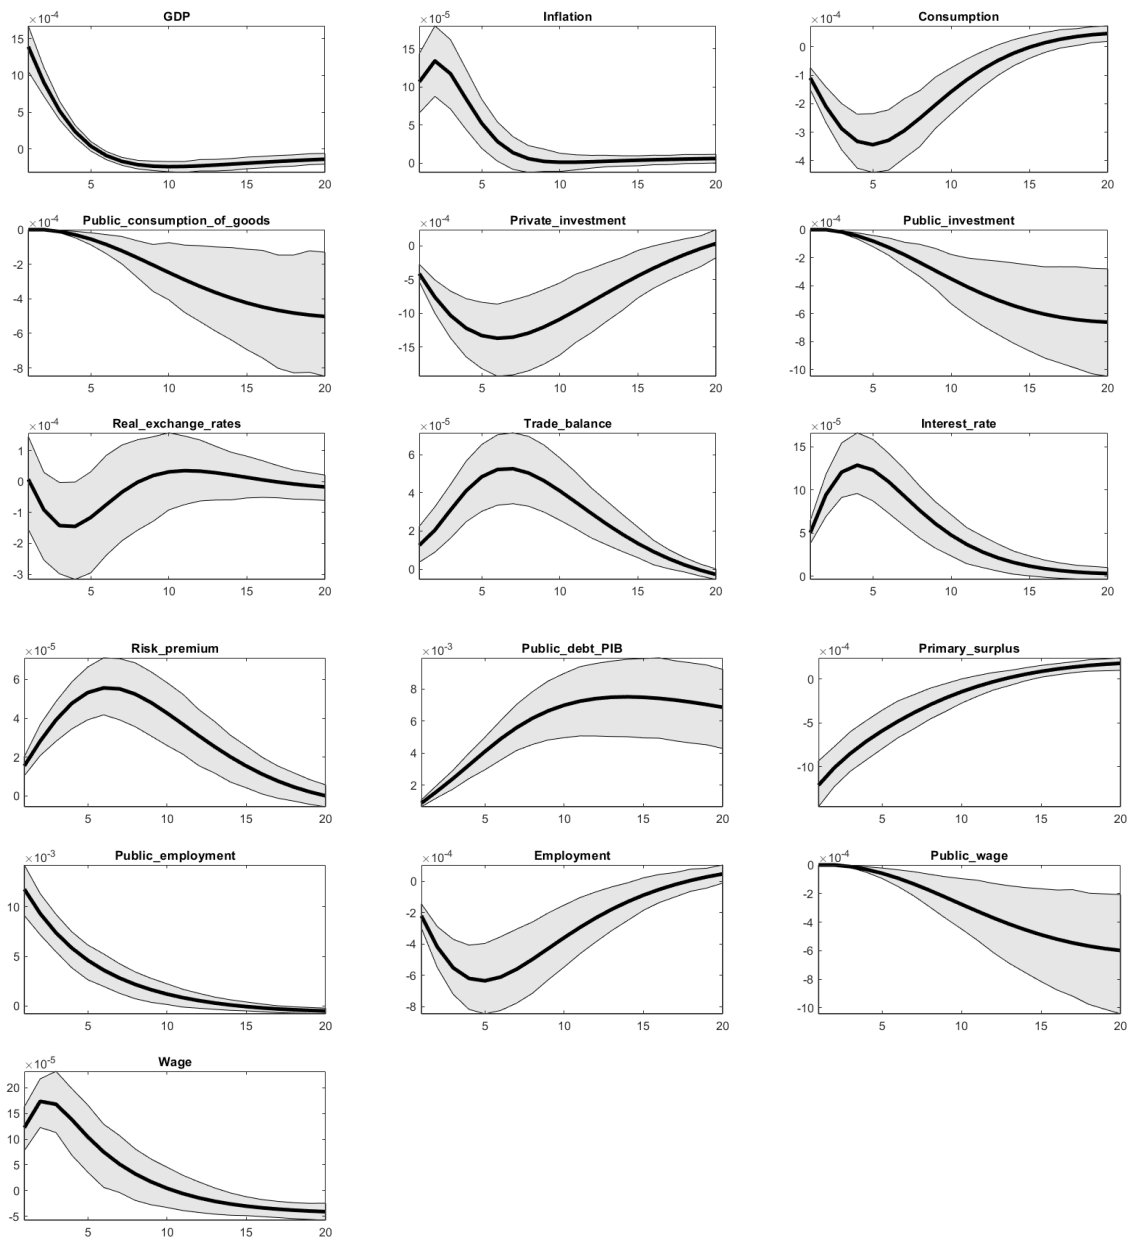 GDP
×10⁻⁴
15
10
5
0
5 10 15 20
Inflation
×10⁻⁵
15
10
5
0
5 10 15 20
Consumption
×10⁻⁴
0
-1
-2
-3
-4
5 10 15 20
Public_consumption_of_goods
×10⁻⁴
0
-2
-4
-6
-8
5 10 15 20
Private_investment
×10⁻⁴
0
-5
-10
-15
5 10 15 20
Public_investment
×10⁻⁴
0
-2
-4
-6
-8
-10
5 10 15 20
Real_exchange_rates
×10⁻⁴
1
0
-1
-2
-3
5 10 15 20
Trade_balance
×10⁻⁵
6
4
2
0
5 10 15 20
Interest_rate
×10⁻⁵
15
10
5
0
5 10 15 20
Risk_premium
×10⁻⁵
6
4
2
0
5 10 15 20
Public_debt_PIB
×10⁻³
8
6
4
2
5 10 15 20
Primary_surplus
×10⁻⁴
0
-5
-10
5 10 15 20
Public_employment
×10⁻³
10
5
0
5 10 15 20
Employment
×10⁻⁴
0
-2
-4
-6
-8
5 10 15 20
Public_wage
×10⁻⁴
0
-2
-4
-6
-8
-10
5 10 15 20
Wage
×10⁻⁵
20
15
10
5
0
-5
5 10 15 20